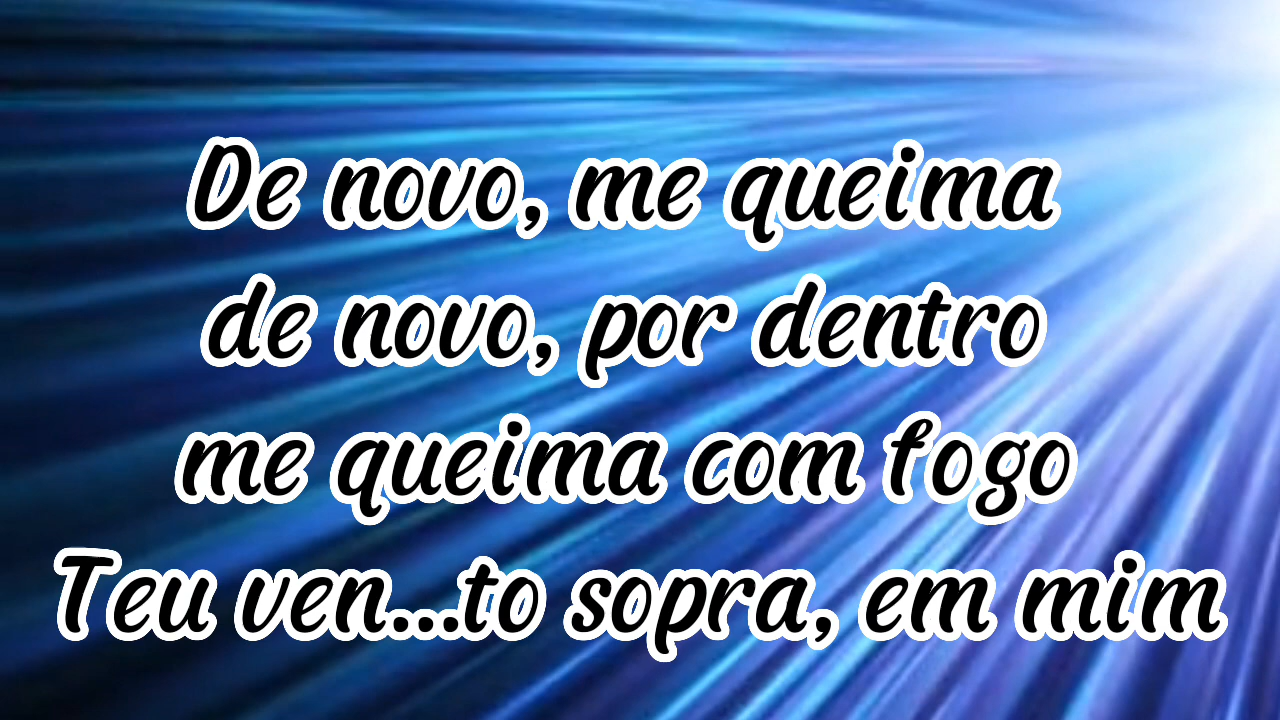 De novo, me queima
de novo, por dentro
me queima com fogo
Teu ven...to sopra, em mim